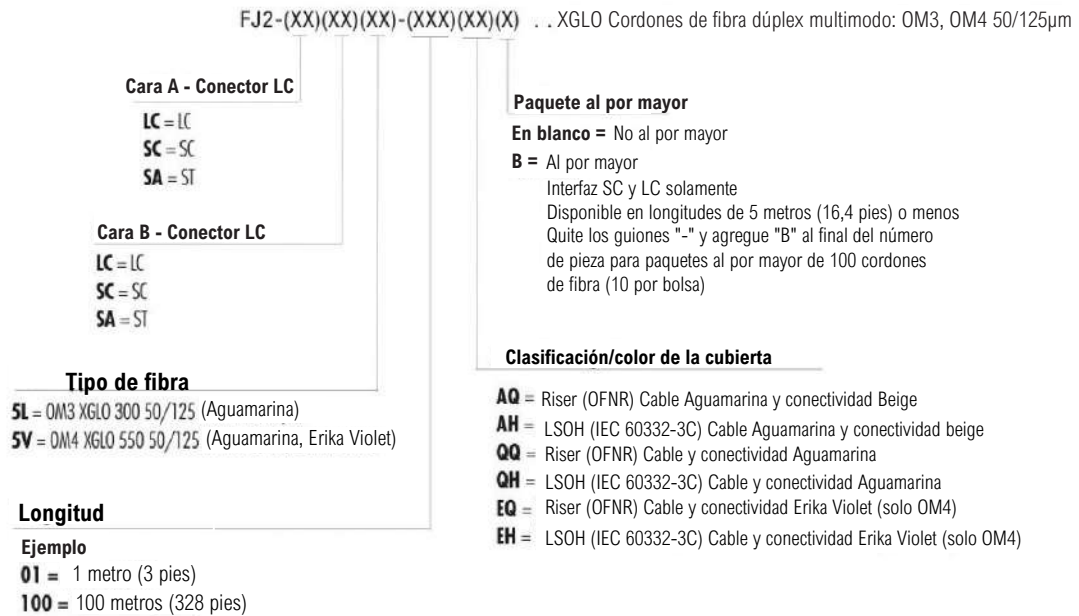 FJ2-(XX)(XX)(XX)-(XXX)(XX)(X) . . XGLO Cordones de fibra dúplex multimodo: OM3, OM4 50/125µm
Cara A - Conector LC
LC = LC
SC = SC
SA = ST
Cara B - Conector LC
LC = LC
SC = SC
SA = ST
Tipo de fibra
5L = OM3 XGLO 300 50/125 (Aguamarina)
5V = OM4 XGLO 550 50/125 (Aguamarina, Erika Violet)
Longitud
Ejemplo
01 = 1 metro (3 pies)
100 = 100 metros (328 pies)
Paquete al por mayor
En blanco = No al por mayor
B = Al por mayor
Interfaz SC y LC solamente
Disponible en longitudes de 5 metros (16,4 pies) o menos
Quite los guiones "-" y agregue "B" al final del número
de pieza para paquetes al por mayor de 100 cordones
de fibra (10 por bolsa)
Clasificación/color de la cubierta
AQ = Riser (OFNR) Cable Aguamarina y conectividad Beige
AH = LSOH (IEC 60332-3C) Cable Aguamarina y conectividad beige
QQ = Riser (OFNR) Cable y conectividad Aguamarina
QH = LSOH (IEC 60332-3C) Cable y conectividad Aguamarina
EQ = Riser (OFNR) Cable y conectividad Erika Violet (solo OM4)
EH = LSOH (IEC 60332-3C) Cable y conectividad Erika Violet (solo OM4)